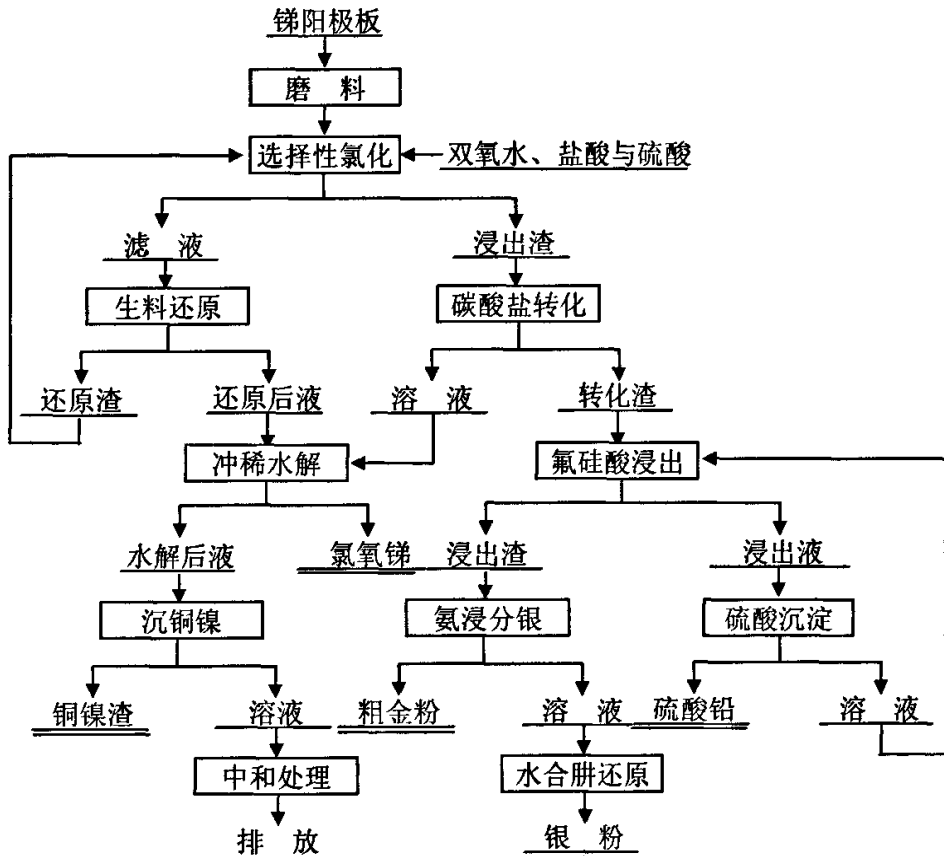 锑阳极板
磨 料
选择性氯化
双氧水、盐酸与硫酸
滤 液
浸出渣
生料还原
碳酸盐转化
还原渣
还原后液
溶 液
转化渣
冲稀水解
氟硅酸浸出
水解后液
氯氧锑
浸出渣
浸出液
沉铜镍
氨浸分银
硫酸沉淀
铜镍渣
溶液
粗金粉
溶 液
硫酸铅
溶 液
中和处理
水合肼还原
排 放
银 粉